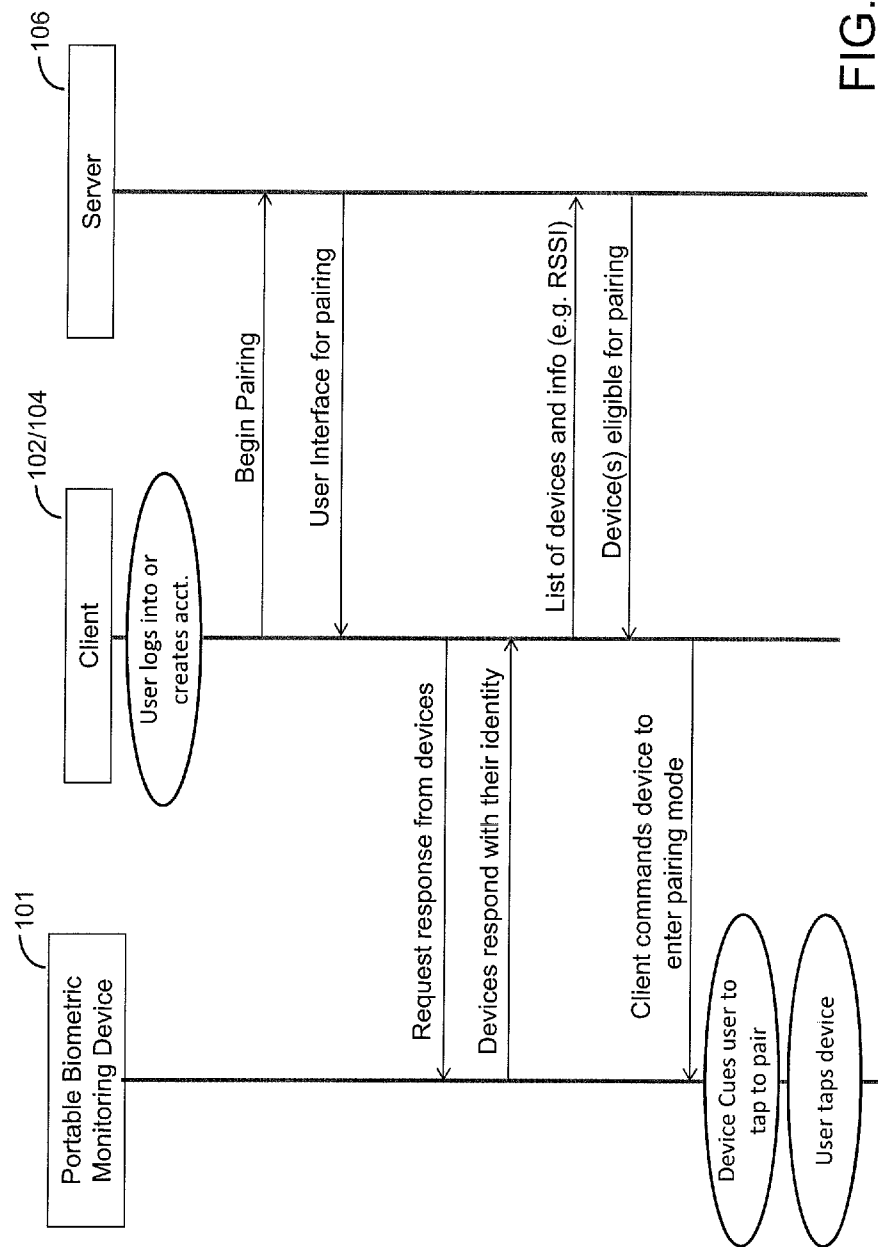 101
Portable Biometric
Monitoring Device
102/104
Client
106
Server
User logs into or
creates acct.
Begin Pairing
User Interface for pairing
Request response from devices
Devices respond with their identity
List of devices and info (e.g. RSSI)
Device(s) eligible for pairing
Client commands device to
enter pairing mode
Device Cues user to
tap to pair
User taps device
FIG.